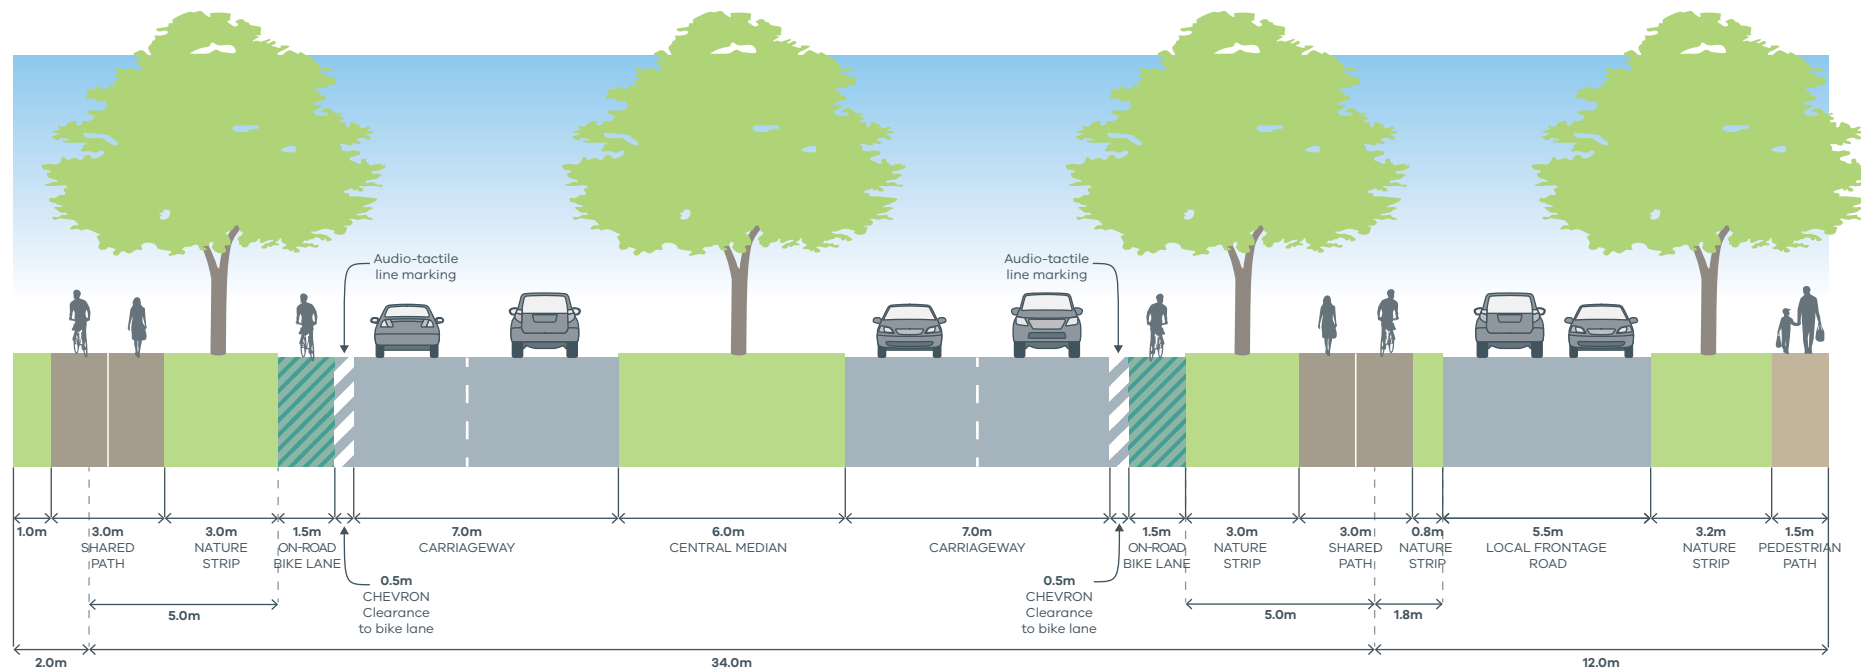 Audio-tactile
line marking
Audio-tactile
line marking
1.0m
3.0m
SHARED
PATH
3.0m
NATURE
STRIP
1.5m
ON-ROAD
BIKE LANE
0.5m
CHEVRON
Clearance
to bike lane
7.0m
CARRIAGEWAY
6.0m
CENTRAL MEDIAN
7.0m
CARRIAGEWAY
0.5m
CHEVRON
Clearance
to bike lane
1.5m
ON-ROAD
BIKE LANE
3.0m
NATURE
STRIP
3.0m
SHARED
PATH
0.8m
NATURE
STRIP
5.5m
LOCAL FRONTAGE
ROAD
3.2m
NATURE
STRIP
1.5m
PEDESTRIAN
PATH
5.0m
5.0m
1.8m
2.0m
34.0m
12.0m